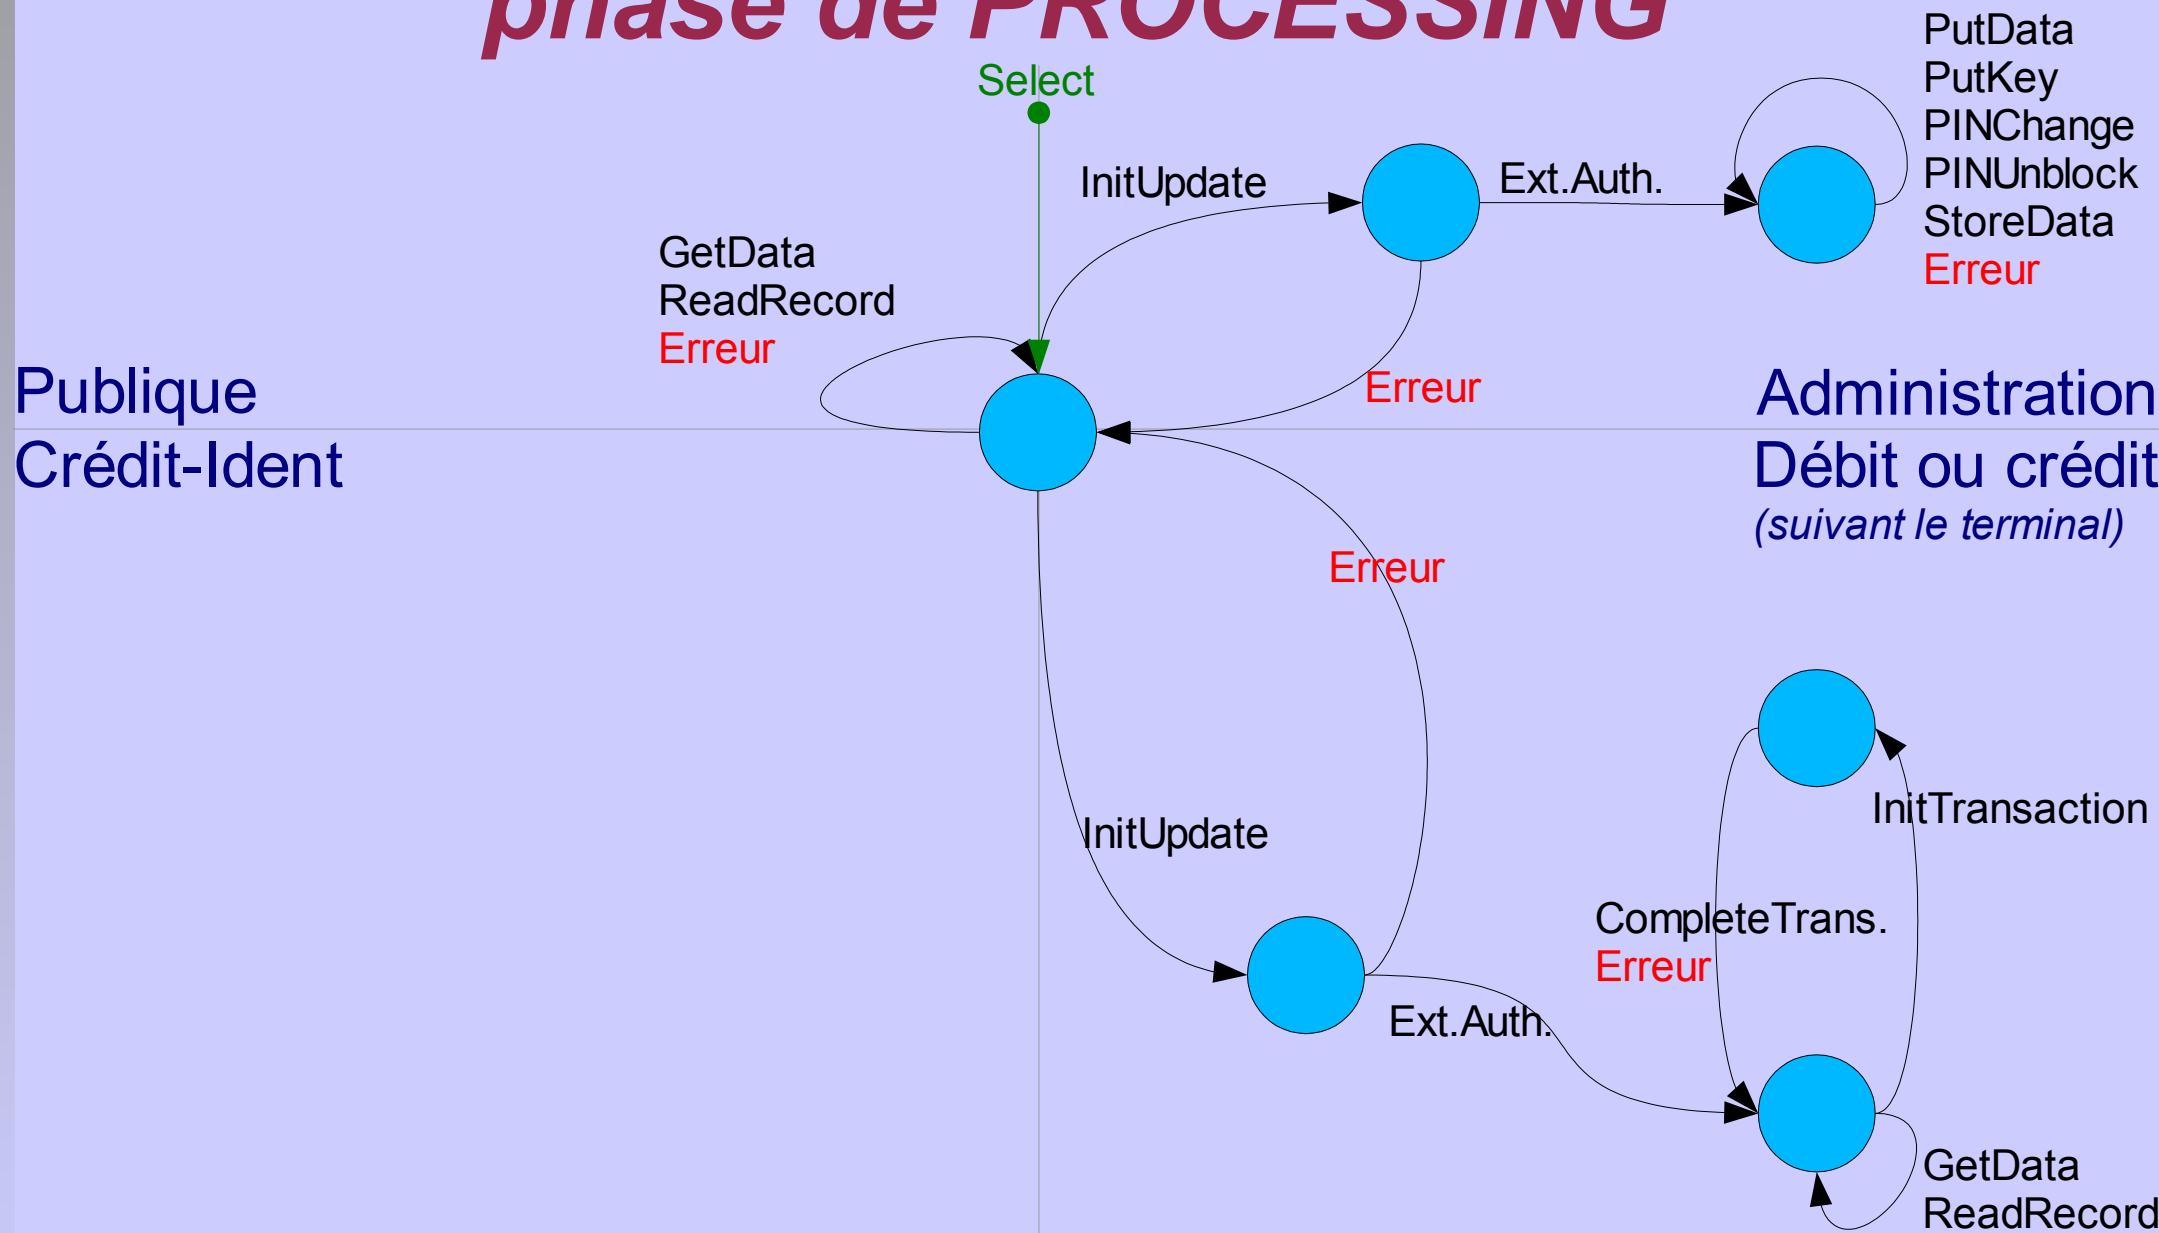 phase de PROCESSING
Select
PutData
PutKey
PINChange
PINUnblock
StoreData
Erreur
InitUpdate
Ext.Auth.
GetData
ReadRecord
Erreur
Erreur
Publique
Crédit-Ident
Administration
Débit ou crédit
(suivant le terminal)
Erreur
InitTransaction
InitUpdate
CompleteTrans.
Erreur
Ext.Auth.
GetData
ReadRecord